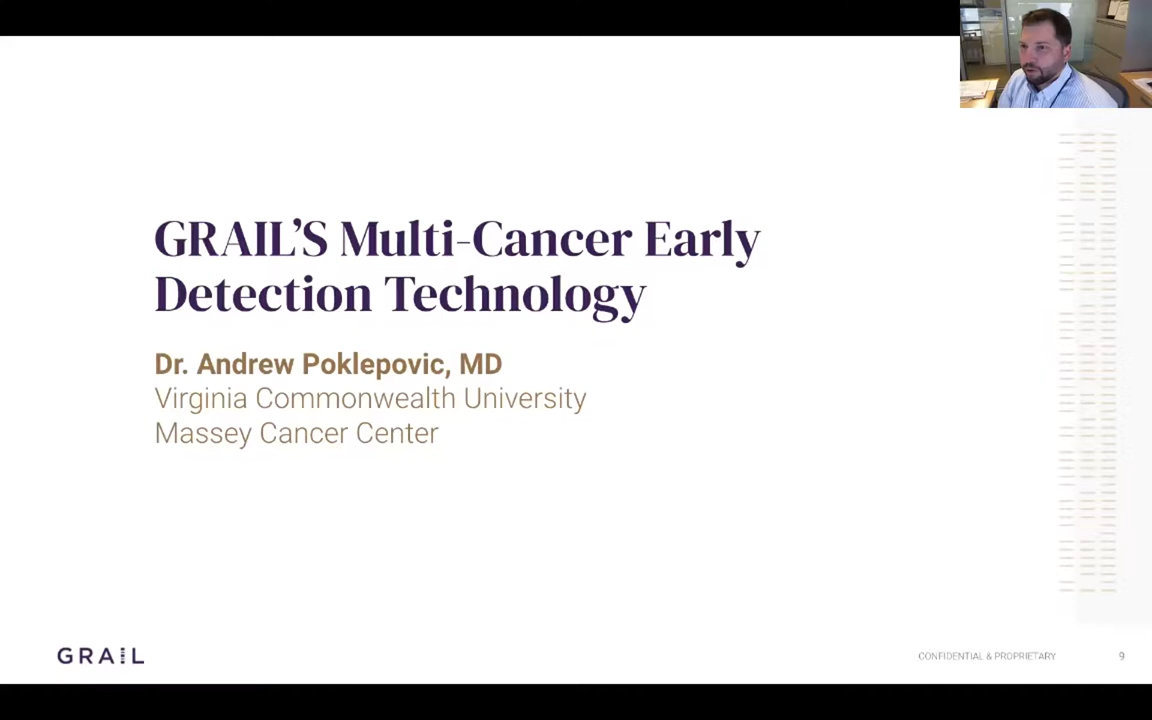 GRAIL'S Multi-Cancer Early
Detection Technology
Dr. Andrew Poklepovic, MD
Virginia Commonwealth University
Massey Cancer Center
GRAIL
CONFIDENTIAL & PROPRIETARY
9